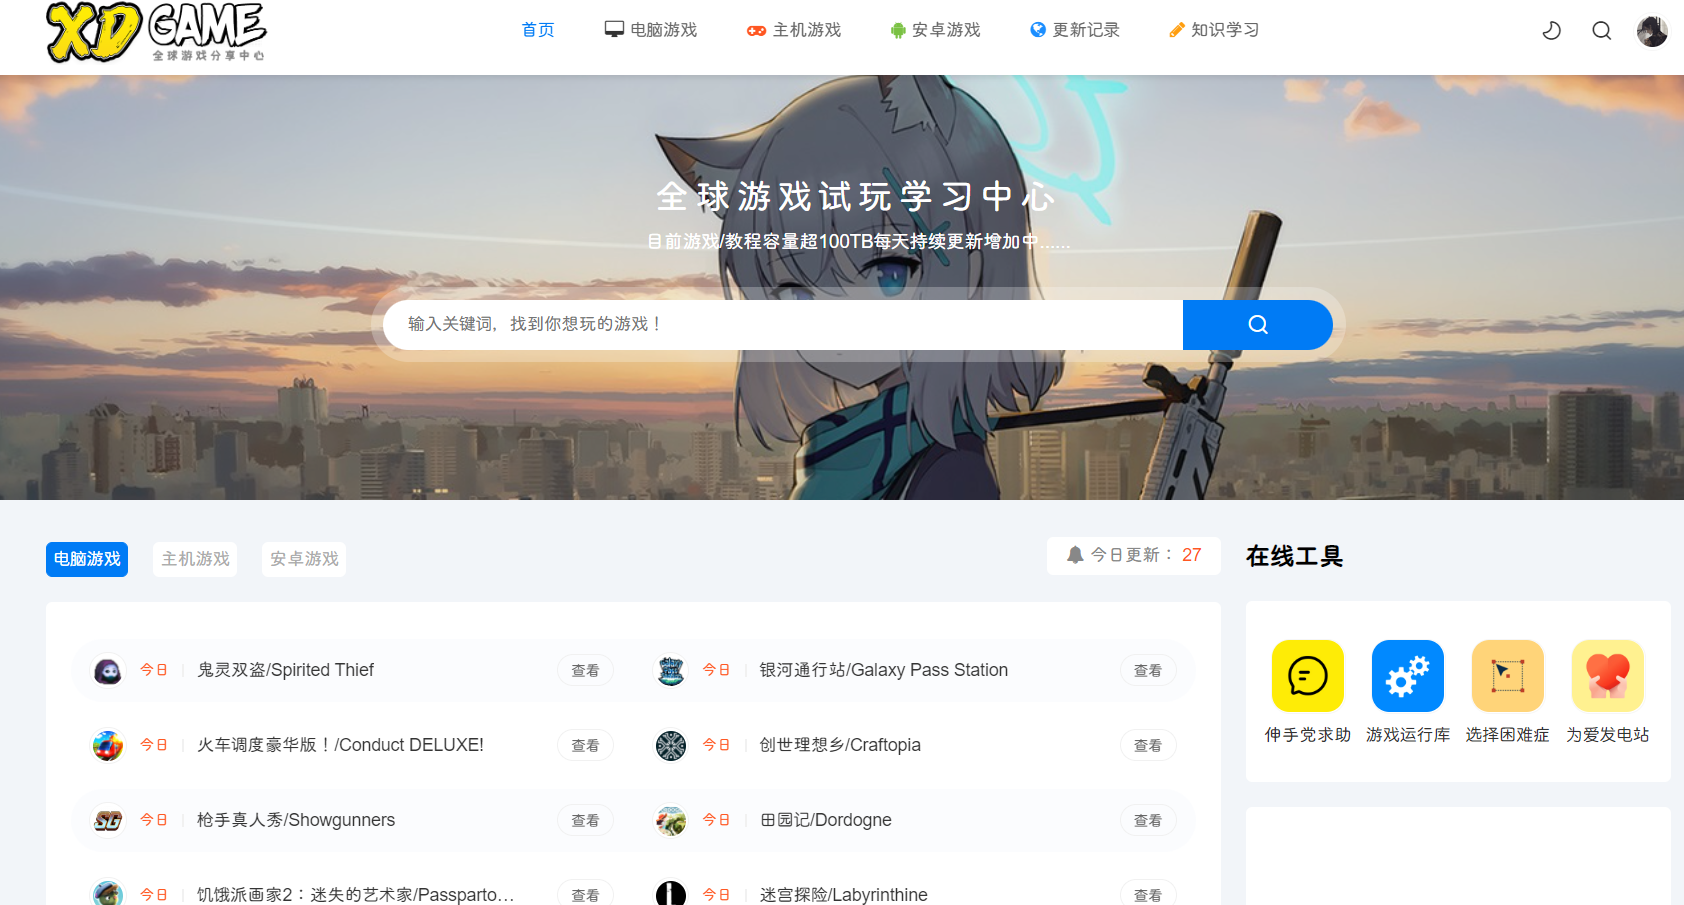 XD GAME
全球游戏分享中心
首页 电脑游戏 主机游戏 安卓游戏 更新记录 知识学习
全球游戏试玩学习中心
目前游戏/教程容量超100TB每天持续更新增加中......
输入关键词，找到你想玩的游戏！
电脑游戏 主机游戏 安卓游戏 今日更新： 27
在线工具
今日 鬼灵双盗/Spirited Thief 查看 今日 银河通行站/Galaxy Pass Station 查看
今日 火车调度豪华版！/Conduct DELUXE! 查看 今日 创世理想乡/Craftopia 查看
SG 今日 枪手真人秀/Showgunners 查看 今日 田园记/Dordogne 查看
今日 饥饿派画家2：迷失的艺术家/Passparto… 查看 今日 迷宫探险/Labyrinthine 查看
伸手党求助 游戏运行库 选择困难症 为爱发电站